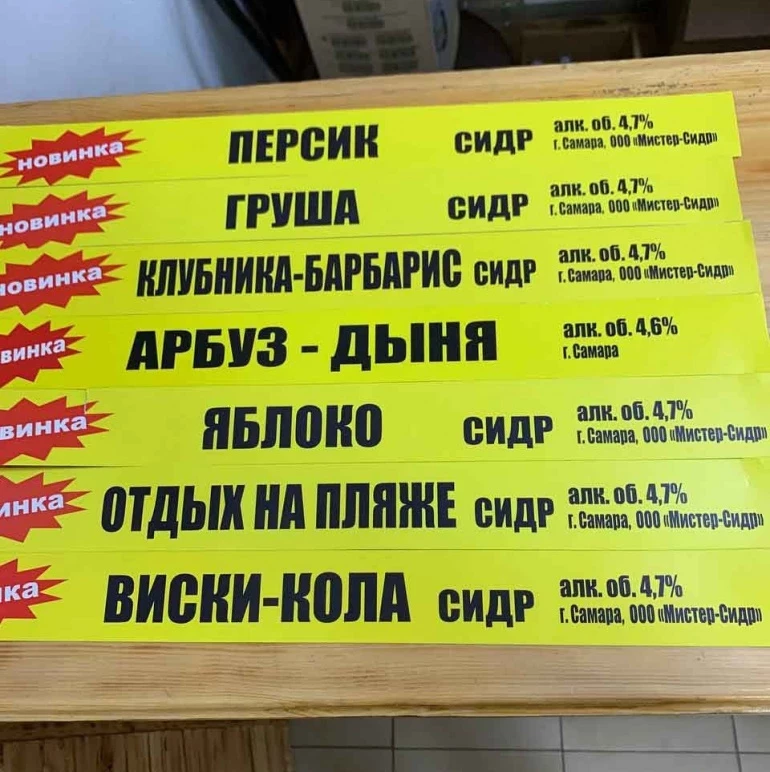 новинка ПЕРСИК сидр алк. об. 4,7%
г. Самара, ООО «Мистер-Сидр»
новинка ГРУША сидр алк. об. 4,7%
г. Самара, ООО «Мистер-Сидр»
новинка КЛУБНИКА-БАРБАРИС сидр алк. об. 4,7%
г. Самара, ООО «Мистер-Сидр»
винка АРБУЗ - ДЫНЯ алк. об. 4,6%
г. Самара
винка ЯБЛОКО сидр алк. об. 4,7%
г. Самара, ООО «Мистер-Сидр»
инка ОТДЫХ НА ПЛЯЖЕ сидр алк. об. 4,7%
г. Самара, ООО «Мистер-Сидр»
ка ВИСКИ-КОЛА сидр алк. об. 4,7%
г. Самара, ООО «Мистер-Сидр»